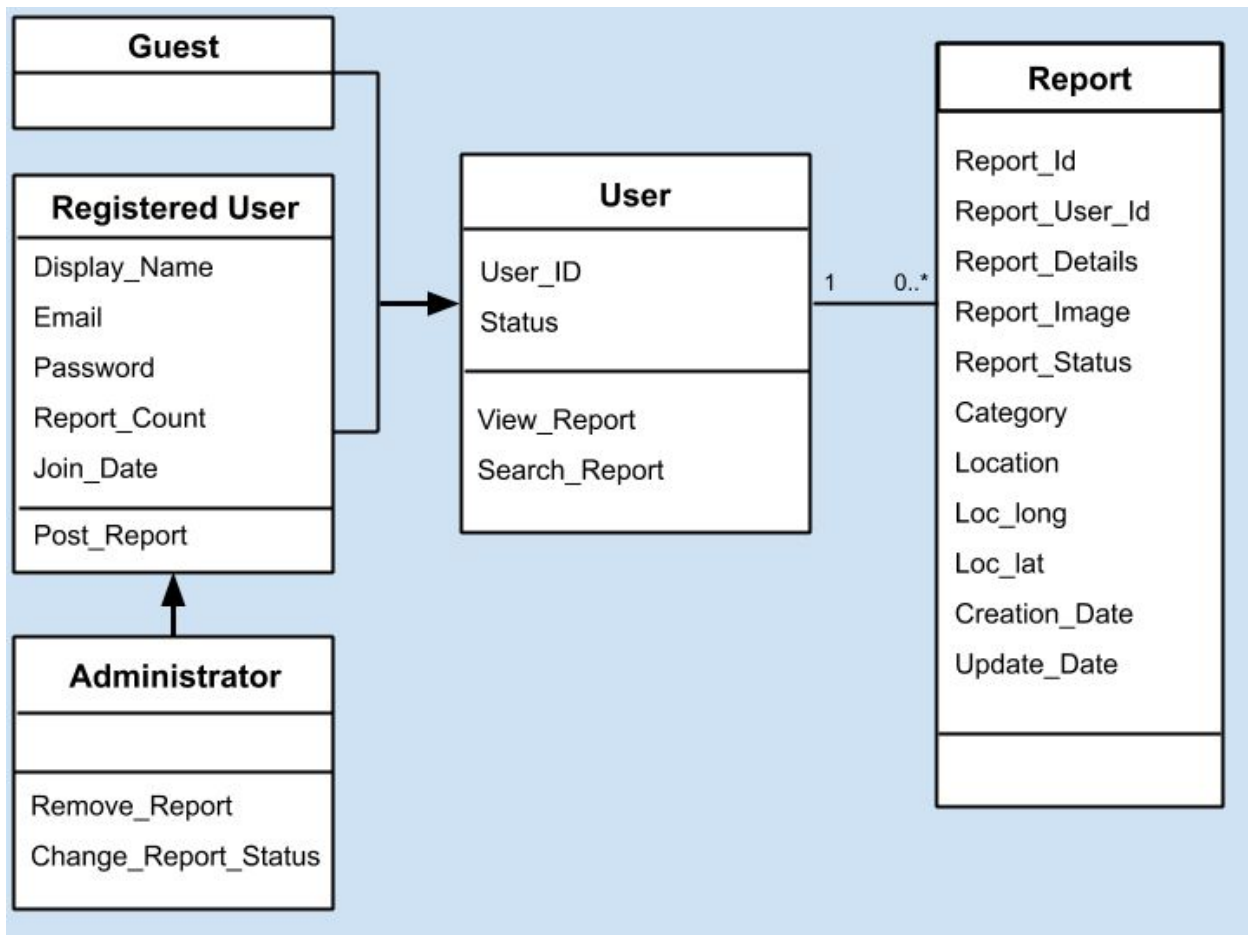 Guest
Registered User
Display_Name
Email
Password
Report_Count
Join_Date
Post_Report
Administrator
Remove_Report
Change_Report_Status
User
User_ID
Status
View_Report
Search_Report
1
0..*
Report
Report_Id
Report_User_Id
Report_Details
Report_Image
Report_Status
Category
Location
Loc_long
Loc_lat
Creation_Date
Update_Date